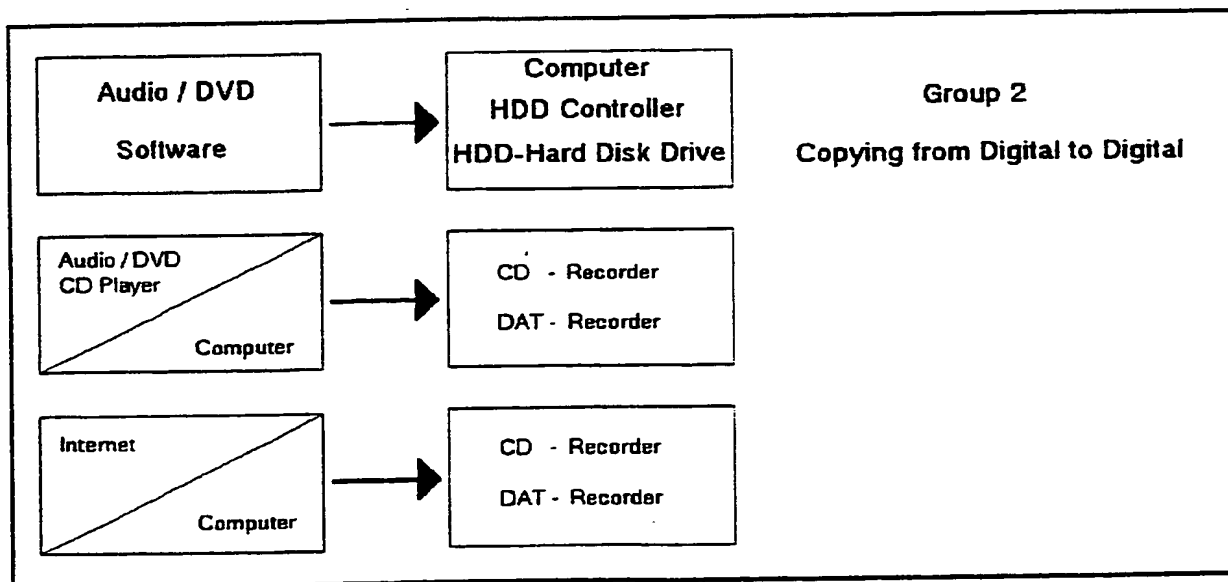 Audio / DVD
Software
Computer
HDD Controller
HDD-Hard Disk Drive
Group 2
Copying from Digital to Digital
Audio / DVD
CD Player
Computer
CD - Recorder
DAT - Recorder
Internet
Computer
CD - Recorder
DAT - Recorder